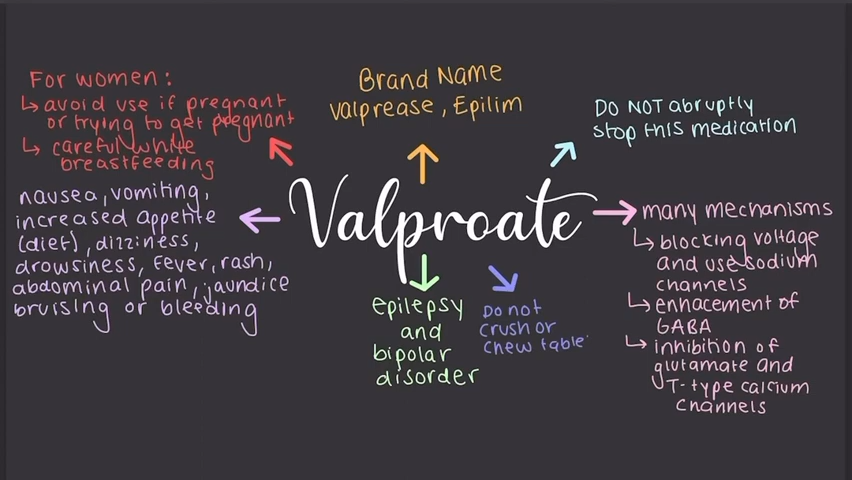 For women:
↳ avoid use if pregnant
or trying to get pregnant
↳ careful while
breastfeeding
Brand Name
Valprease, Epilim
DO NOT abruptly
stop this medication
Valproate
nausea, vomiting,
increased appetite
(diet), dizziness,
drowsiness, fever, rash,
abdominal pain, jaundice
bruising or bleeding
epilepsy
and
bipolar
disorder
Do not
crush or
chew table
many mechanisms
↳ blocking voltage
and use sodium
channels
↳ enhacement of
GABA
↳ inhibition of
glutamate and
T-type calcium
channels